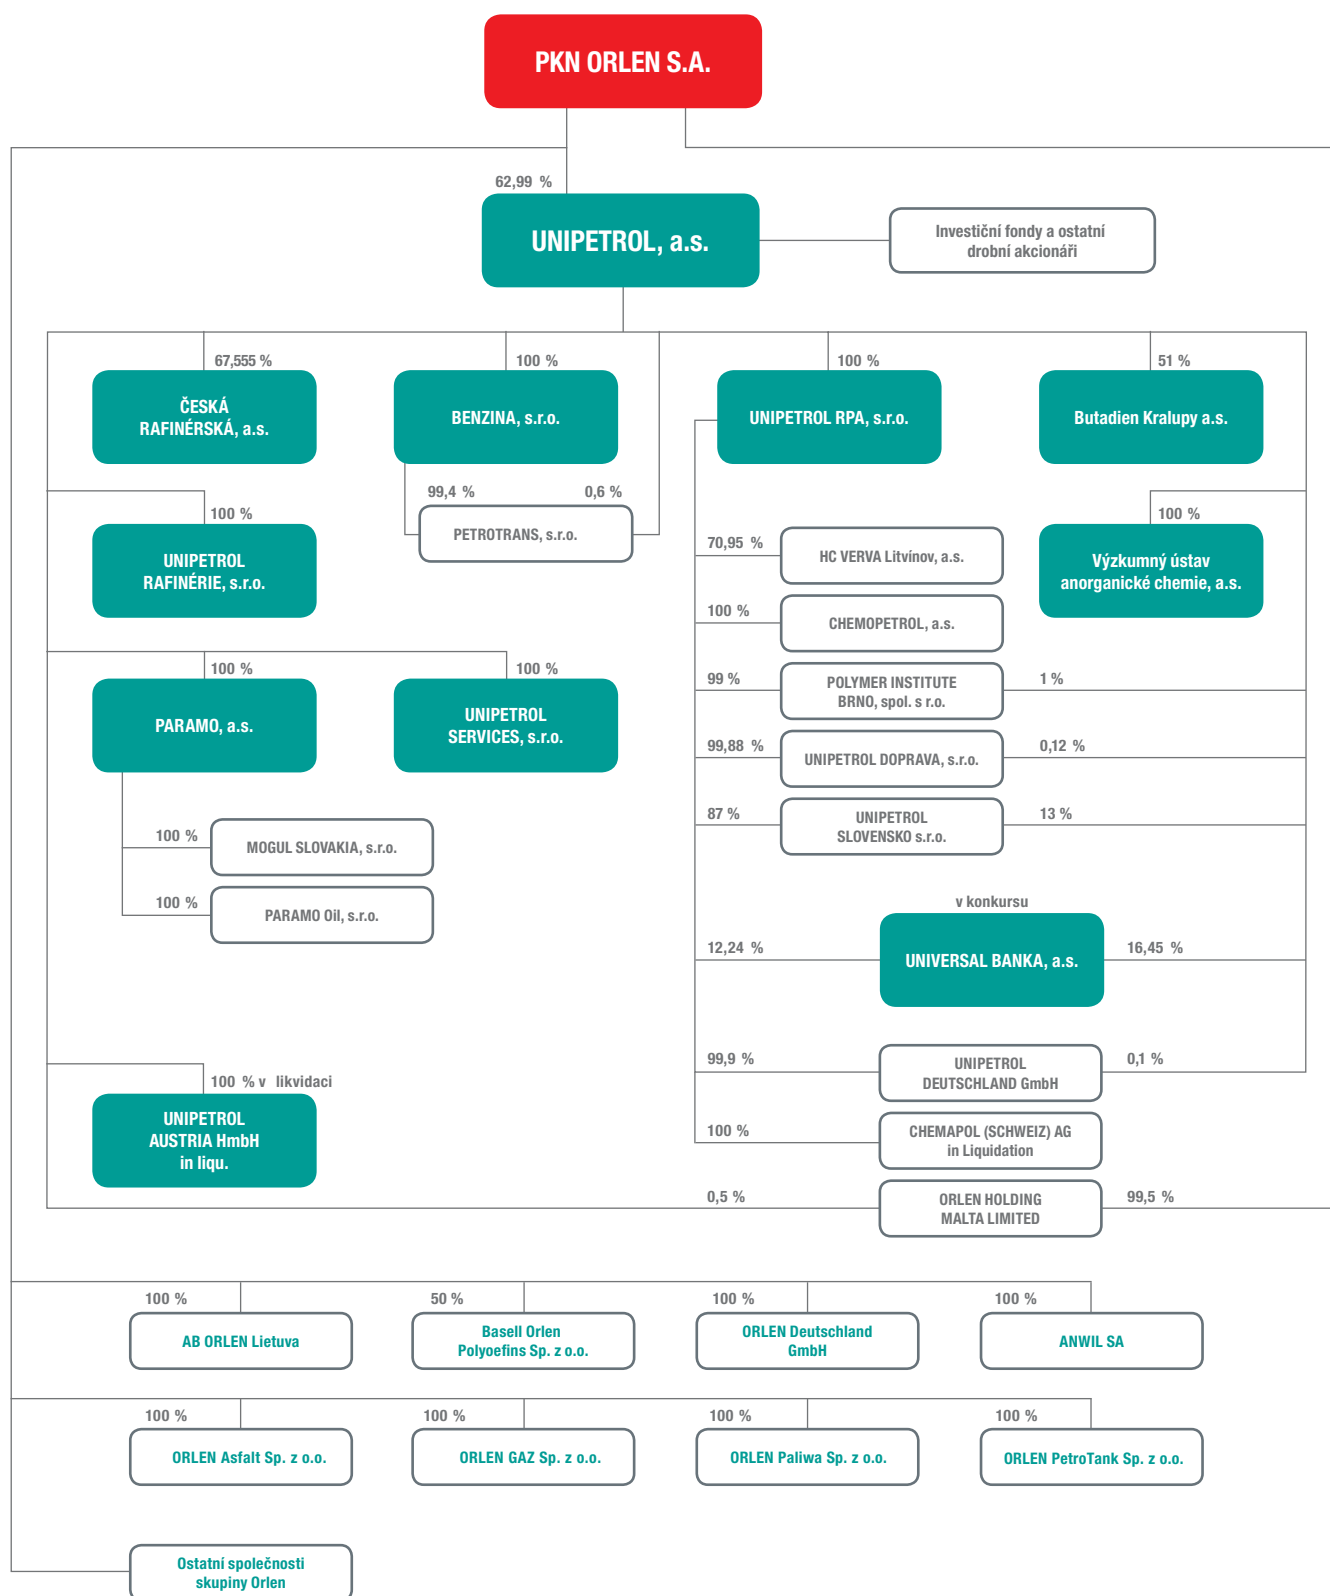 PKN ORLEN S.A.
62,99 %
UNIPETROL, a.s.
Investiční fondy a ostatní
drobní akcionáři
67,555 %
100 %
100 %
51 %
ČESKÁ
RAFINÉRSKÁ, a.s.
BENZINA, s.r.o.
UNIPETROL RPA, s.r.o.
Butadien Kralupy a.s.
99,4 %
0,6 %
PETROTRANS, s.r.o.
100 %
UNIPETROL
RAFINÉRIE, s.r.o.
100 %
Výzkumný ústav
anorganické chemie, a.s.
70,95 %
HC VERVA Litvínov, a.s.
100 %
CHEMOPETROL, a.s.
100 %
100 %
PARAMO, a.s.
UNIPETROL
SERVICES, s.r.o.
99 %
POLYMER INSTITUTE
BRNO, spol. s r.o.
1 %
99,88 %
UNIPETROL DOPRAVA, s.r.o.
0,12 %
87 %
UNIPETROL
SLOVENSKO s.r.o.
13 %
100 %
MOGUL SLOVAKIA, s.r.o.
100 %
PARAMO Oil, s.r.o.
v konkursu
12,24 %
UNIVERSAL BANKA, a.s.
16,45 %
99,9 %
UNIPETROL
DEUTSCHLAND GmbH
0,1 %
100 % v likvidaci
UNIPETROL
AUSTRIA HmbH
in liqu.
100 %
CHEMAPOL (SCHWEIZ) AG
in Liquidation
0,5 %
ORLEN HOLDING
MALTA LIMITED
99,5 %
100 %
50 %
100 %
100 %
AB ORLEN Lietuva
Basell Orlen
Polyoefins Sp. z o.o.
ORLEN Deutschland
GmbH
ANWIL SA
100 %
100 %
100 %
100 %
ORLEN Asfalt Sp. z o.o.
ORLEN GAZ Sp. z o.o.
ORLEN Paliwa Sp. z o.o.
ORLEN PetroTank Sp. z o.o.
Ostatní společnosti
skupiny Orlen